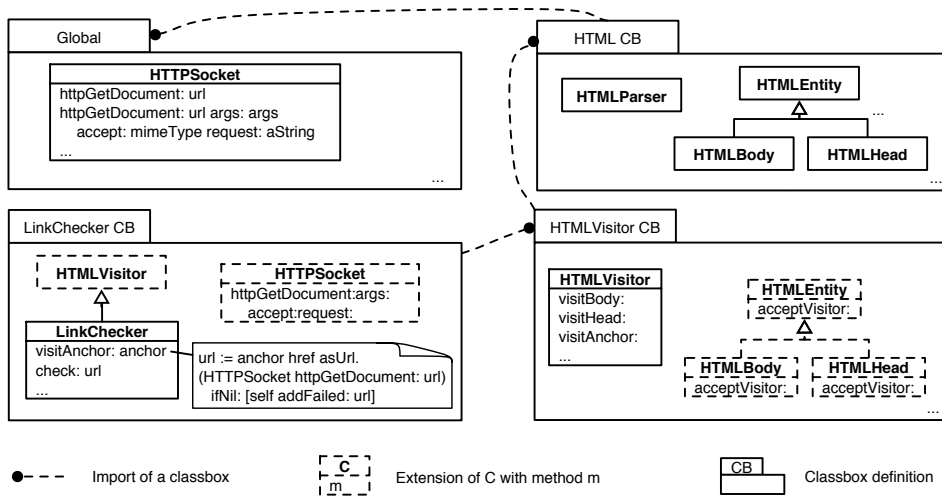 Global
HTTPSocket
httpGetDocument: url
httpGetDocument: url args: args
accept: mimeType request: aString
...
...
HTML CB
HTMLParser
HTMLEntity
...
HTMLBody
HTMLHead
...
LinkChecker CB
HTMLVisitor
HTTPSocket
httpGetDocument:args:
accept:request:
LinkChecker
visitAnchor: anchor
check: url
...
url := anchor href asUrl.
(HTTPSocket httpGetDocument: url)
ifNil: [self addFailed: url]
HTMLVisitor CB
HTMLVisitor
visitBody:
visitHead:
visitAnchor:
...
HTMLEntity
acceptVisitor:
HTMLBody
acceptVisitor:
HTMLHead
acceptVisitor:
...
Import of a classbox
C
m
Extension of C with method m
CB
Classbox definition